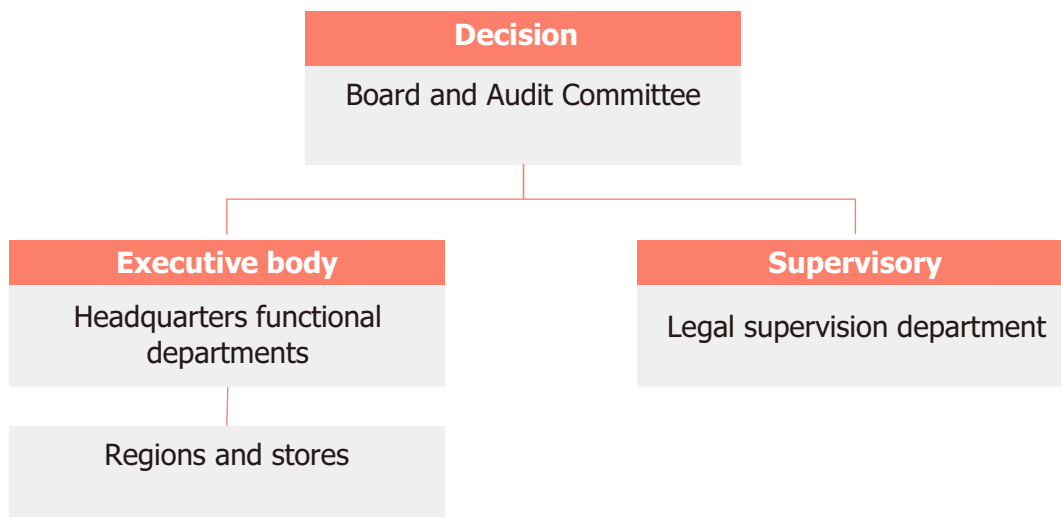 Decision
Board and Audit Committee
Executive body
Headquarters functional
departments
Supervisory
Legal supervision department
Regions and stores